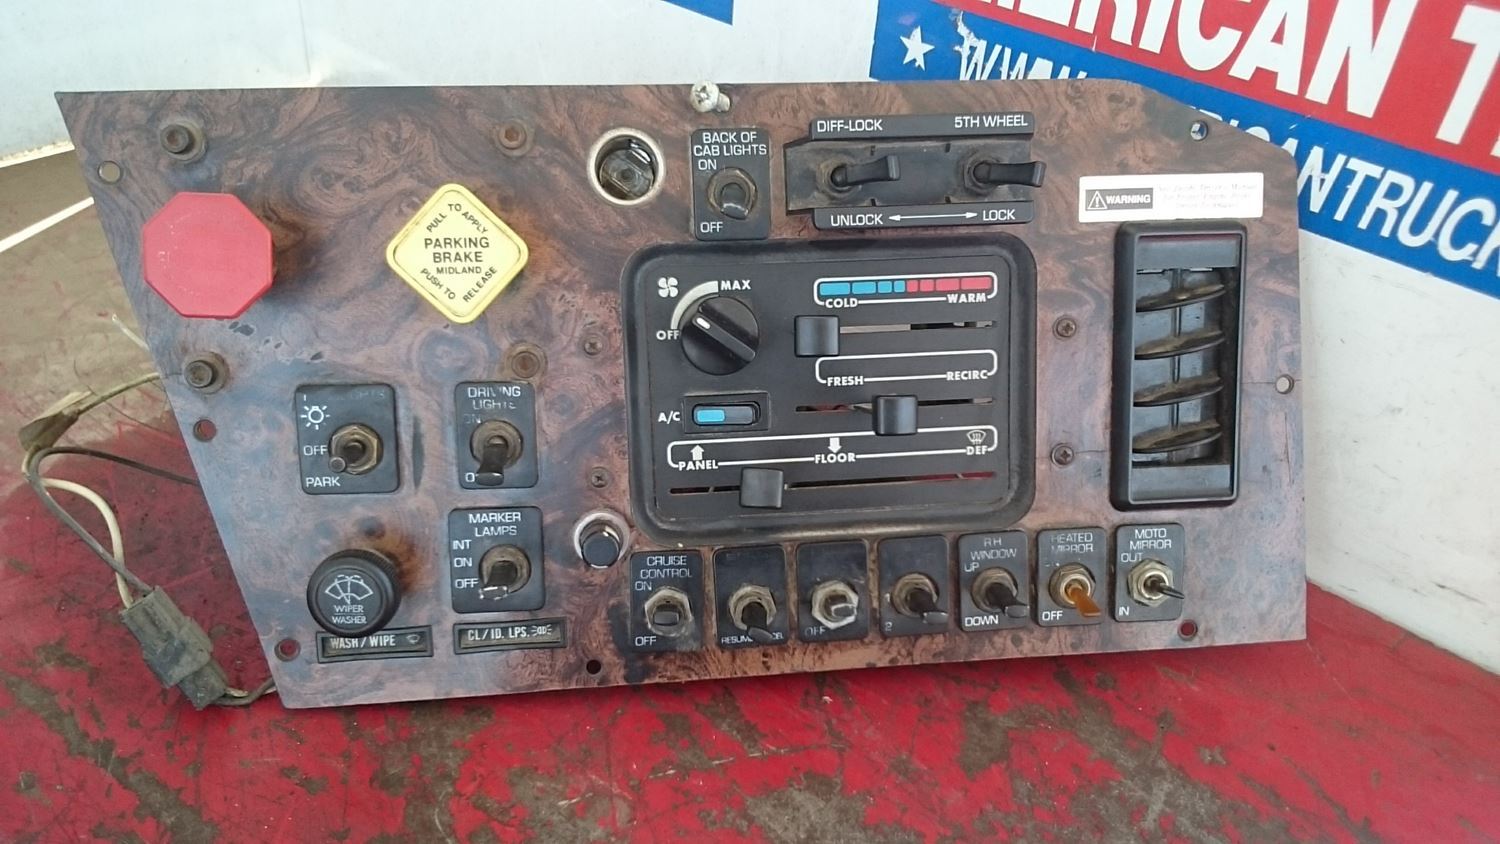 ERICAN T
WWW.
ICANTRUCK
BACK OF
CAB LIGHTS
ON
OFF
DIFF-LOCK 5TH WHEEL
UNLOCK LOCK
WARNING
PULL TO APPLY
PARKING
BRAKE
MIDLAND
PUSH TO RELEASE
MAX
OFF
COLD WARM
FRESH RECIRC
A/C
PANEL FLOOR DEF
OFF
PARK
DRIVING
LIGHTS
ON
MARKER
LAMPS
INT
ON
OFF
WIPER
WASHER
WASH/WIPE
CL/ID. LPS.
CRUISE
CONTROL
ON
OFF
OFF
2
RH
WINDOW
UP
DOWN
HEATED
MIRROR
OFF
MOTO
MIRROR
OUT
IN